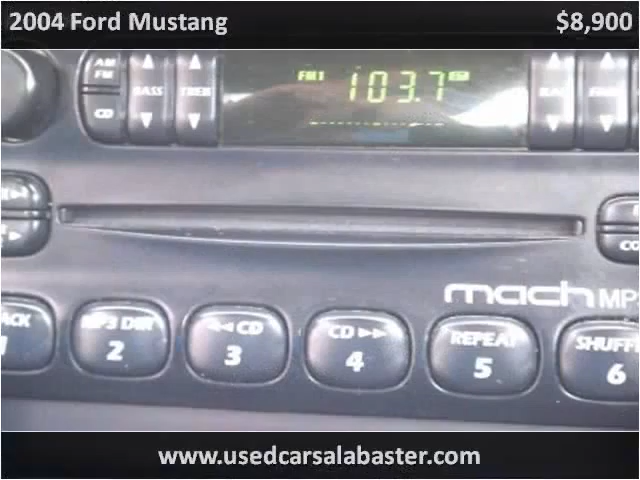 2004 Ford Mustang $8,900
AM
FM
BASS
TREB
CD
FM1 103.7
mach MP
MP3 DIR
2
◄◄ CD
3
CD ►►
4
REPEAT
5
SHUFF
6
www.usedcarsalabaster.com